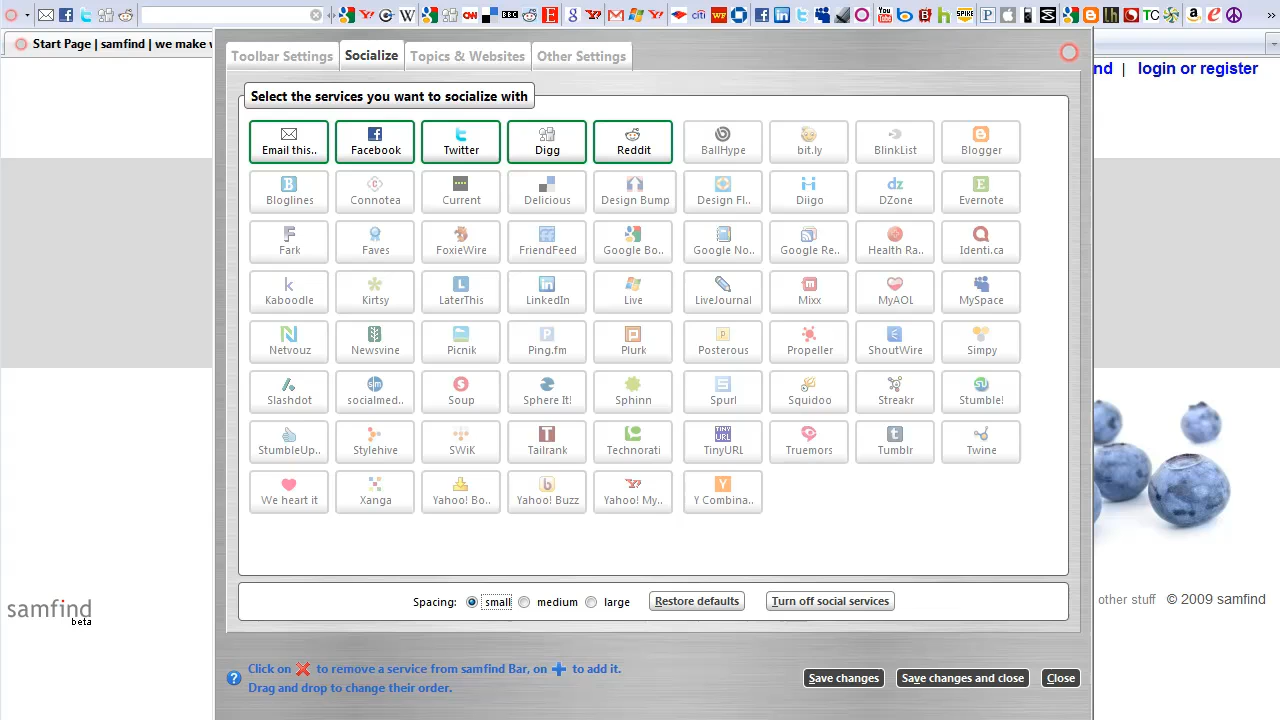 Start Page | samfind | we make w
nd | login or register
Toolbar Settings
Socialize
Topics & Websites
Other Settings
Select the services you want to socialize with
Email this.. Facebook Twitter Digg Reddit BallHype bit.ly BlinkList Blogger
Bloglines Connotea Current Delicious Design Bump Design Fl.. Diigo DZone Evernote
Fark Faves FoxieWire FriendFeed Google Bo.. Google No.. Google Re.. Health Ra.. Identi.ca
Kaboodle Kirtsy LaterThis LinkedIn Live LiveJournal Mixx MyAOL MySpace
Netvouz Newsvine Picnik Ping.fm Plurk Posterous Propeller ShoutWire Simpy
Slashdot socialmed.. Soup Sphere It! Sphinn Spurl Squidoo Streakr Stumble!
StumbleUp.. Stylehive SWiK Tailrank Technorati TinyURL Truemors Tumblr Twine
We heart it Xanga Yahoo! Bo.. Yahoo! Buzz Yahoo! My.. Y Combina..
Spacing: small medium large Restore defaults Turn off social services
samfind
beta
other stuff © 2009 samfind
Click on to remove a service from samfind Bar, on to add it.
Drag and drop to change their order.
Save changes Save changes and close Close